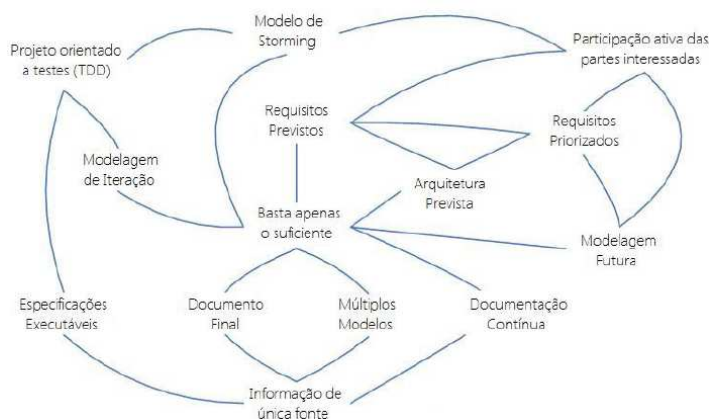 Modelo de
Storming
Projeto orientado
a testes (TDD)
Participação ativa das
partes interessadas
Requisitos
Previstos
Requisitos
Priorizados
Modelagem
de Iteração
Arquitetura
Prevista
Basta apenas
o suficiente
Modelagem
Futura
Especificações
Executáveis
Documento
Final
Múltiplos
Modelos
Documentação
Contínua
Informação de
única fonte